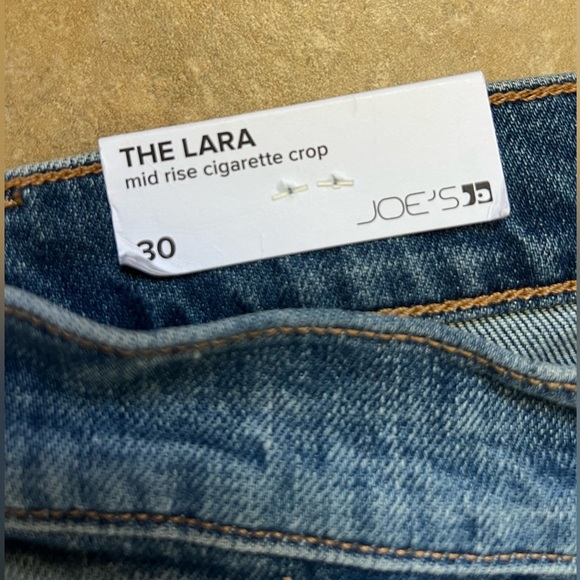 THE LARA
mid rise cigarette crop
JOE'S
30